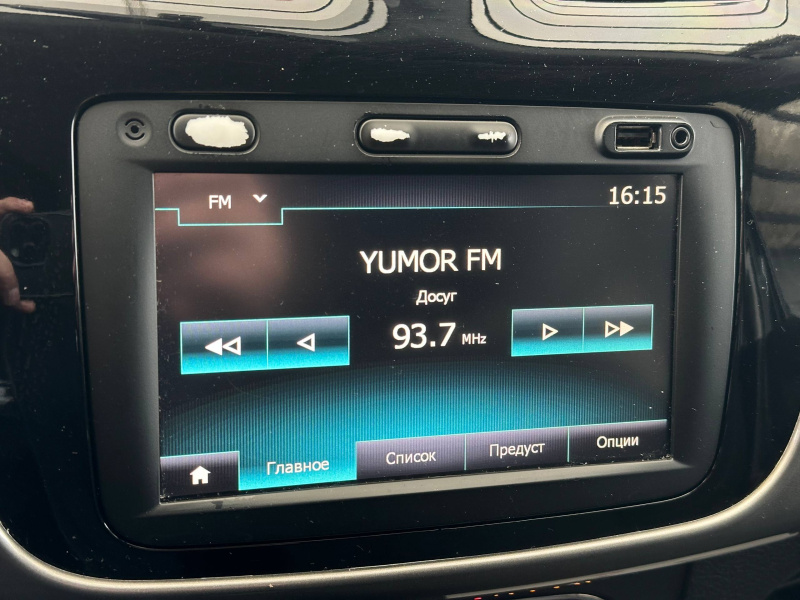 FM
16:15
YUMOR FM
Досуг
93.7 MHz
Главное Список Предуст Опции